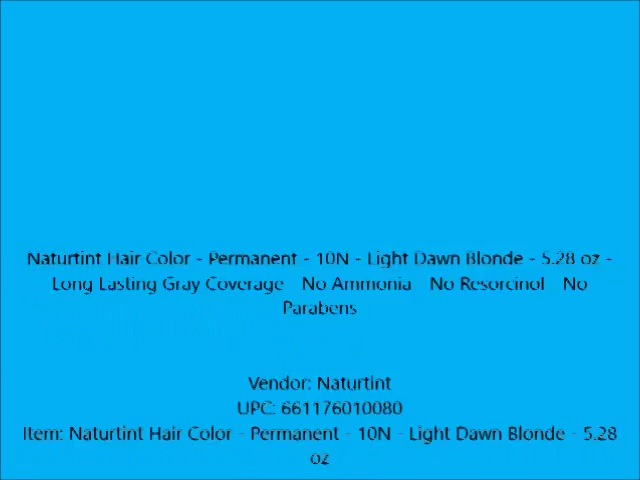 Naturtint Hair Color - Permanent - 10N - Light Dawn Blonde - 5.28 oz -
Long Lasting Gray Coverage   No Ammonia   No Resorcinol   No
Parabens
Vendor: Naturtint
UPC: 661176010080
Item: Naturtint Hair Color - Permanent - 10N - Light Dawn Blonde - 5.28
oz